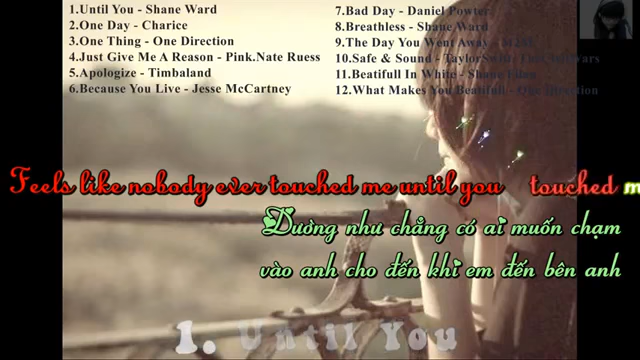 1.Until You - Shane Ward
2.One Day - Charice
3.One Thing - One Direction
4.Just Give Me A Reason - Pink.Nate Ruess
5.Apologize - Timbaland
6.Because You Live - Jesse McCartney
7.Bad Day - Daniel Powter
8.Breathless - Shane Ward
9.The Day You Went Away - M2M
10.Safe & Sound - TaylorSwift,
11.Beatifull In White - Shane Filan
12.What Makes You Beatifull - One Direction
Feels like nobody ever touched me until you touched m
Dường như chẳng có ai muốn chạm
vào anh cho đến khi em đến bên anh
1. Until You